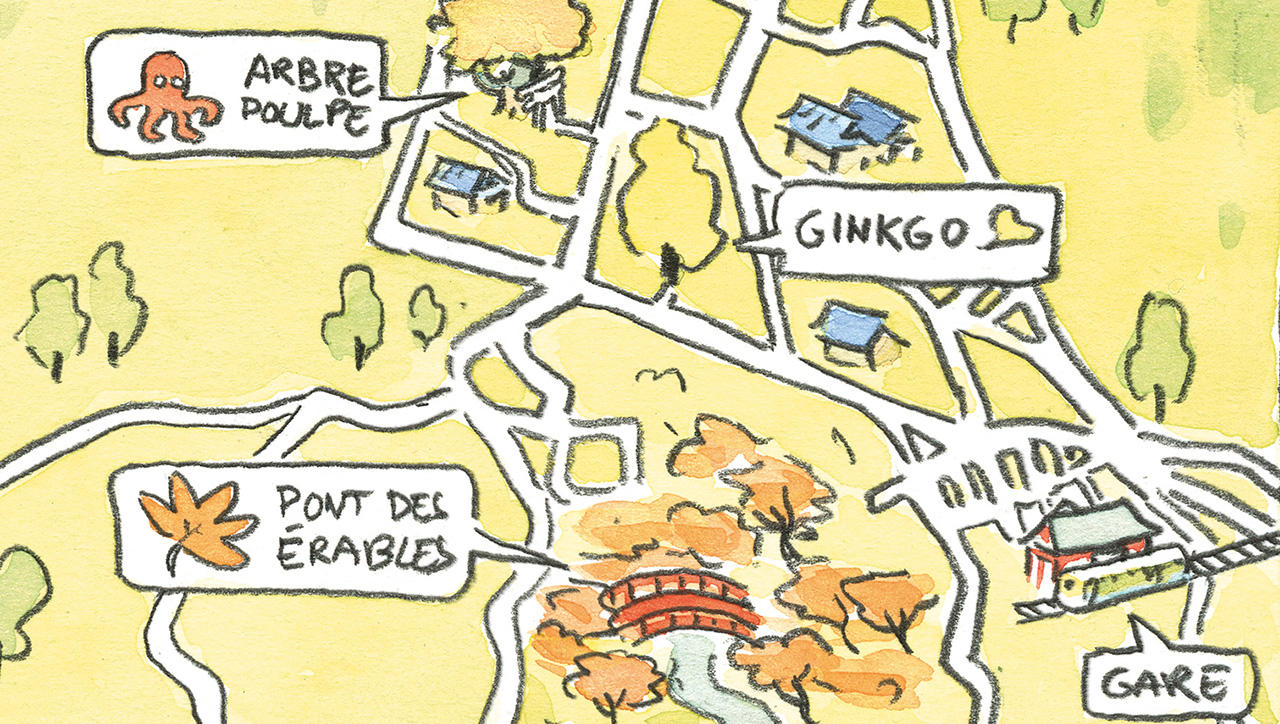 ARBRE
POULPE
GINKGO
PONT DES
ÉRABLES
GARE